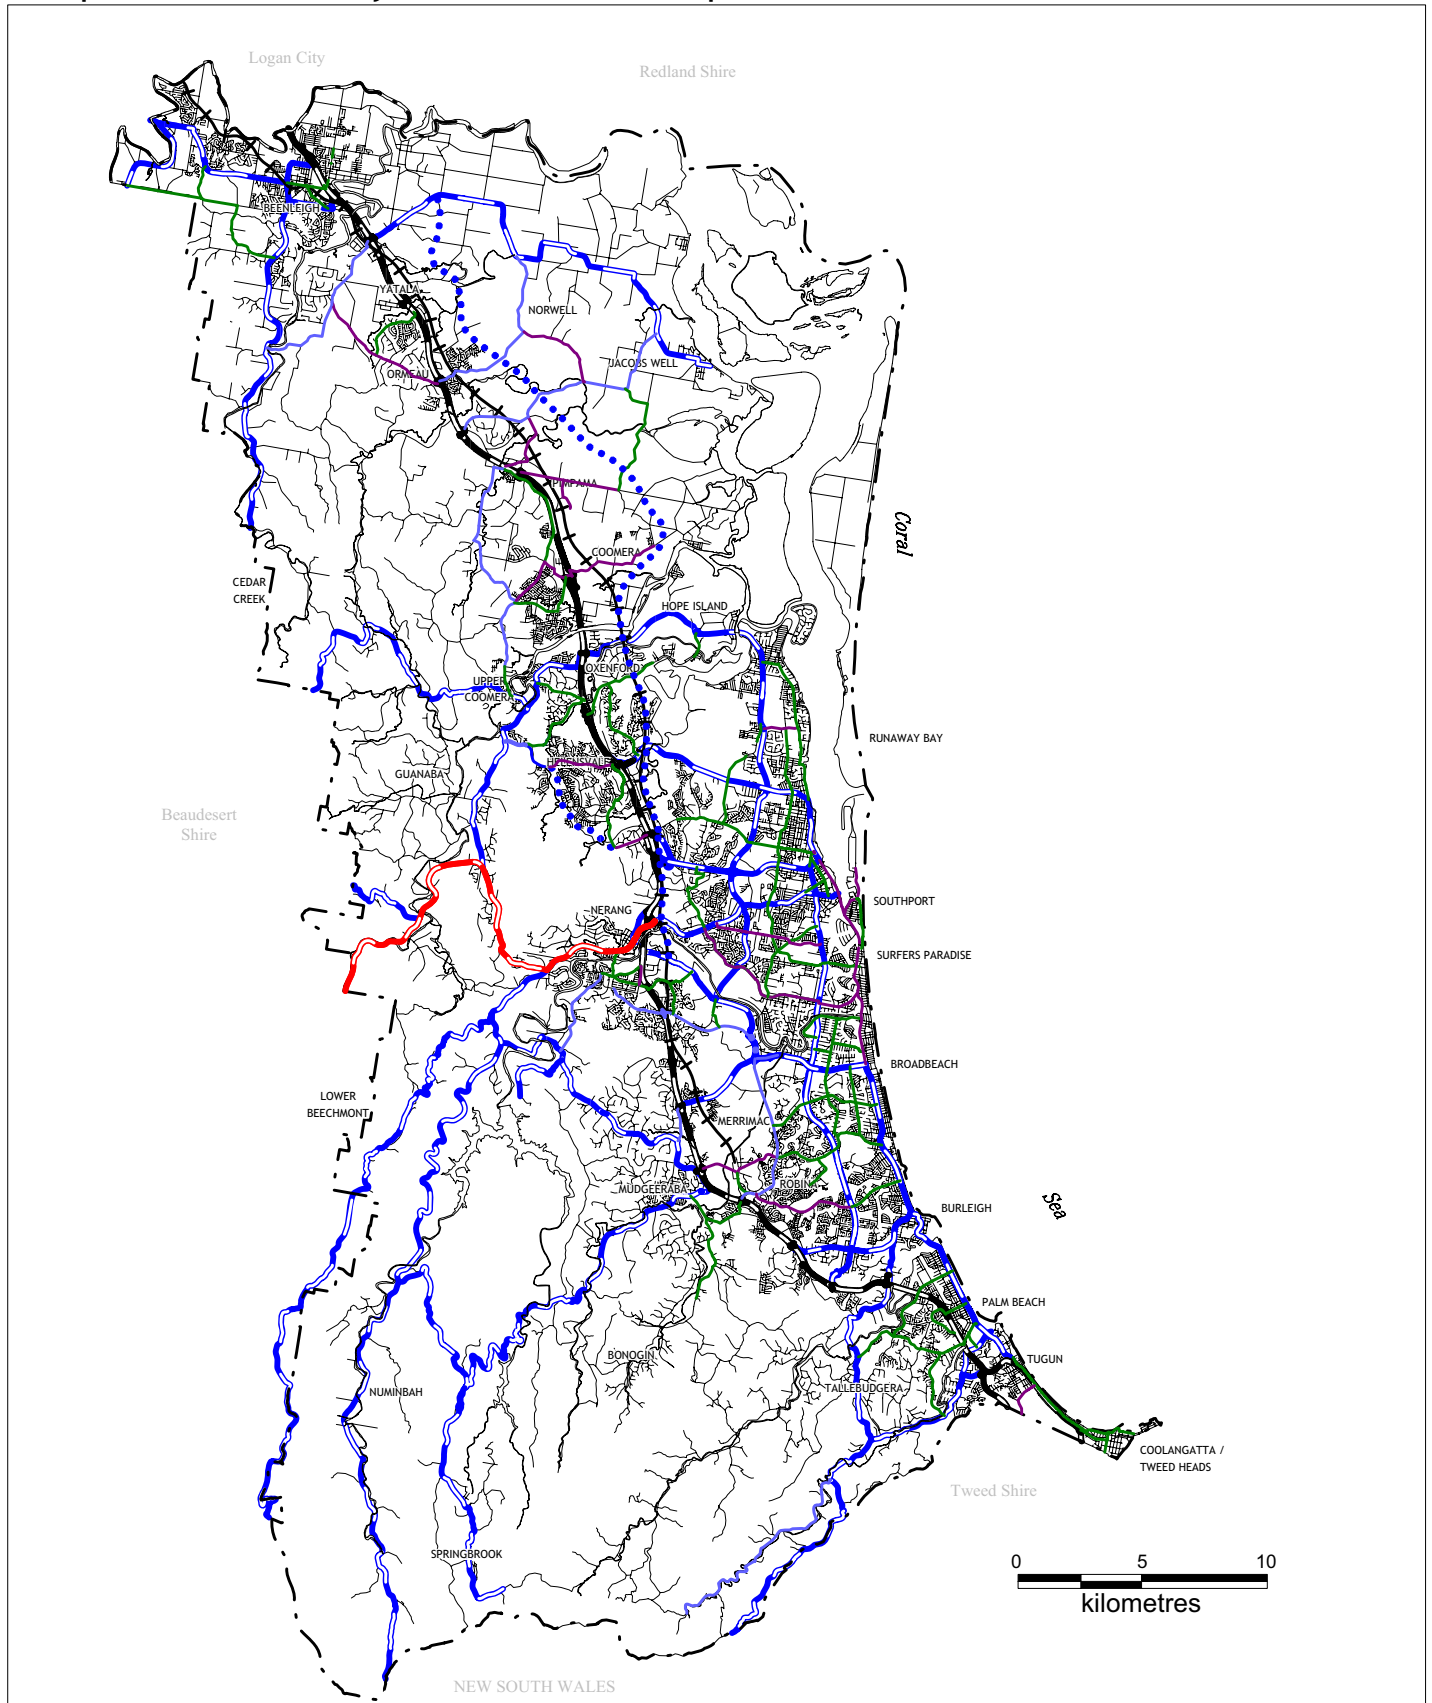 Logan City
Redland Shire
BEENLEIGH
YATALA
NORWELL
JACOBS WELL
ORMEAU
PIMPAMA
Coral
COOMERA
CEDAR
CREEK
HOPE ISLAND
OXENFORD
UPPER
COOMERA
RUNAWAY BAY
HELENSVALE
GUANABA
Beaudesert
Shire
SOUTHPORT
NERANG
SURFERS PARADISE
BROADBEACH
LOWER
BEECHMONT
MERRIMAC
MUDGEERABA
ROBIN
Sea
BURLEIGH
PALM BEACH
BONOGIN
TUGUN
NUMINBAH
TALLEBUDGERA
COOLANGATTA /
TWEED HEADS
Tweed Shire
SPRINGBROOK
0 5 10
kilometres
NEW SOUTH WALES